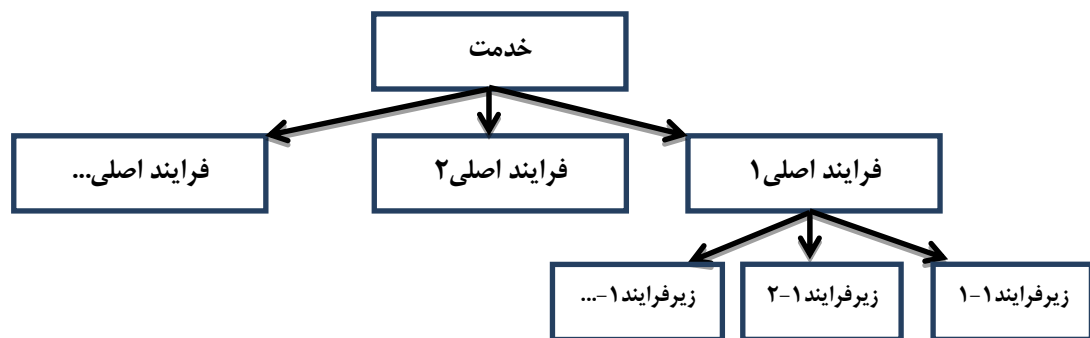 خدمت
فرایند اصلی۱
فرایند اصلی۲
فرایند اصلی...
زیرفرایند۱-۱
زیرفرایند۱-۲
زیرفرایند۱-...